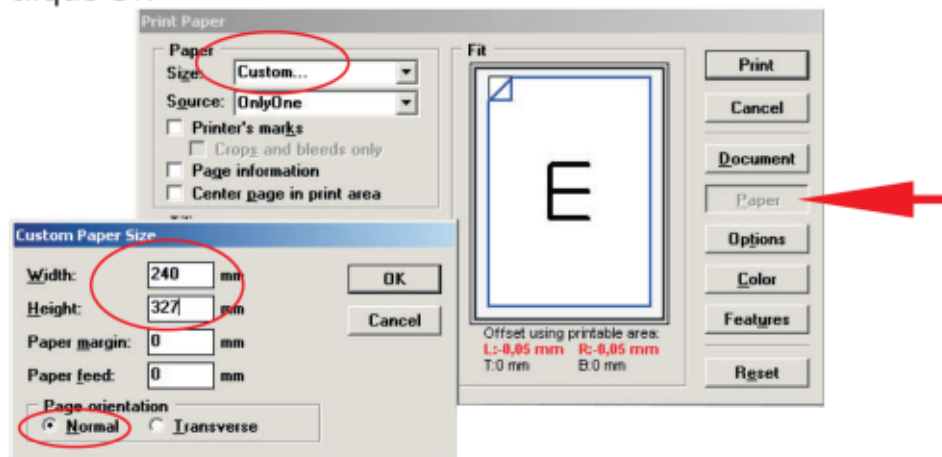 Print Paper
Paper
Size: Custom...
Source: OnlyOne
Printer's marks
Crops and bleeds only
Page information
Center page in print area
Fit
E
Offset using printable area:
L:-0,05 mm R:-0,05 mm
T:0 mm B:0 mm
Print
Cancel
Document
Paper
Options
Color
Features
Reset
Custom Paper Size
Width: 240 mm
Height: 327 mm
Paper margin: 0 mm
Paper feed: 0 mm
Page orientation
Normal Transverse
OK
Cancel